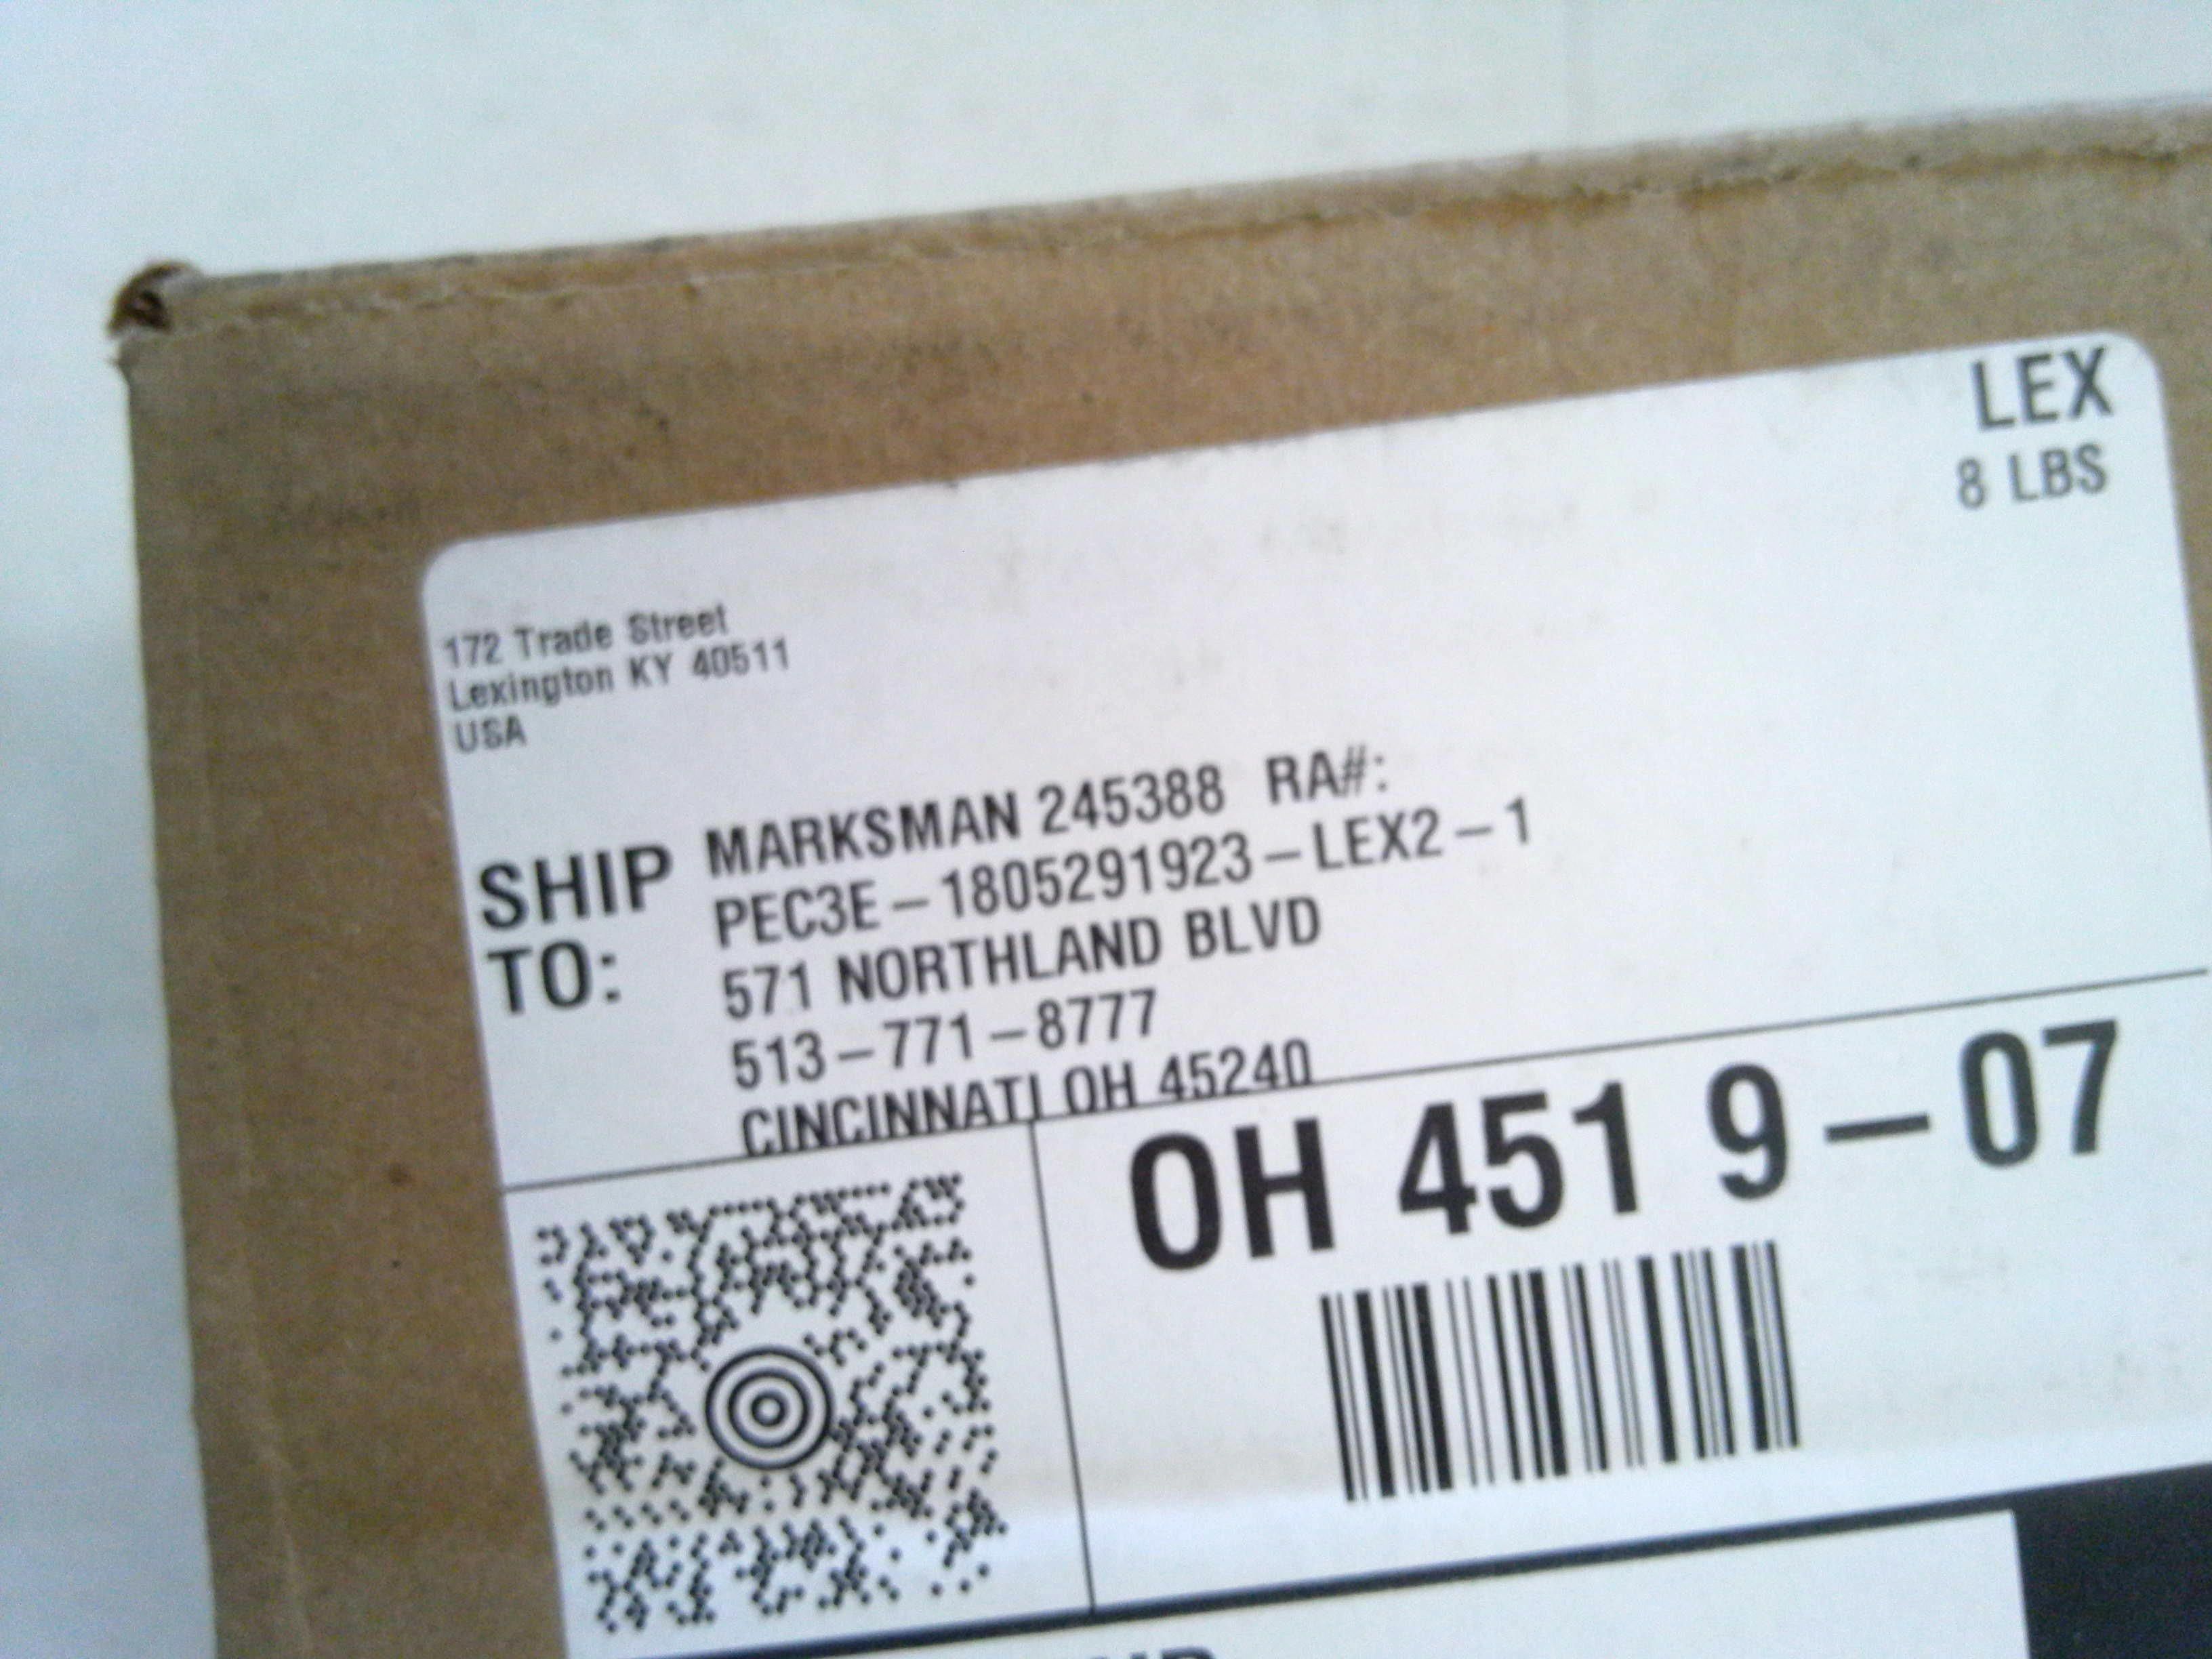 LEX
8 LBS
172 Trade Street
Lexington KY 40511
USA
SHIP TO:
MARKSMAN 245388 RA#:
PEC3E-1805291923-LEX2-1
571 NORTHLAND BLVD
513-771-8777
CINCINNATI OH 45240
OH 451 9-07